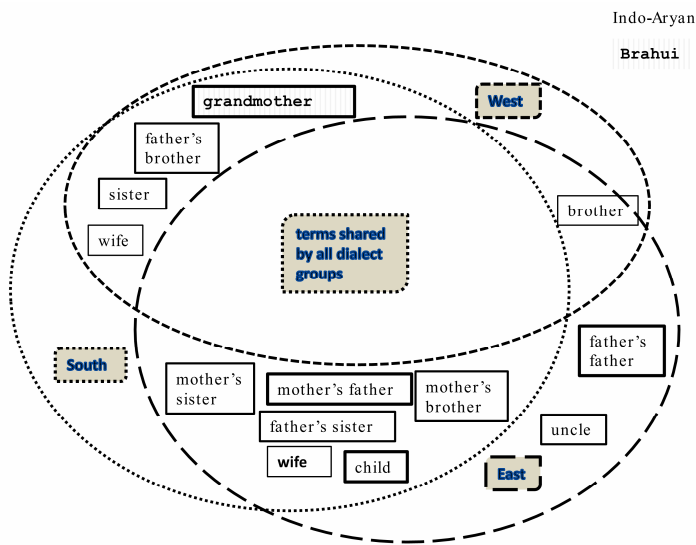 Indo-Aryan
Brahui
grandmother
West
father's
brother
sister
brother
wife
terms shared
by all dialect
groups
father's
father
South
mother's
sister
mother's father
mother's
brother
father's sister
uncle
wife
child
East